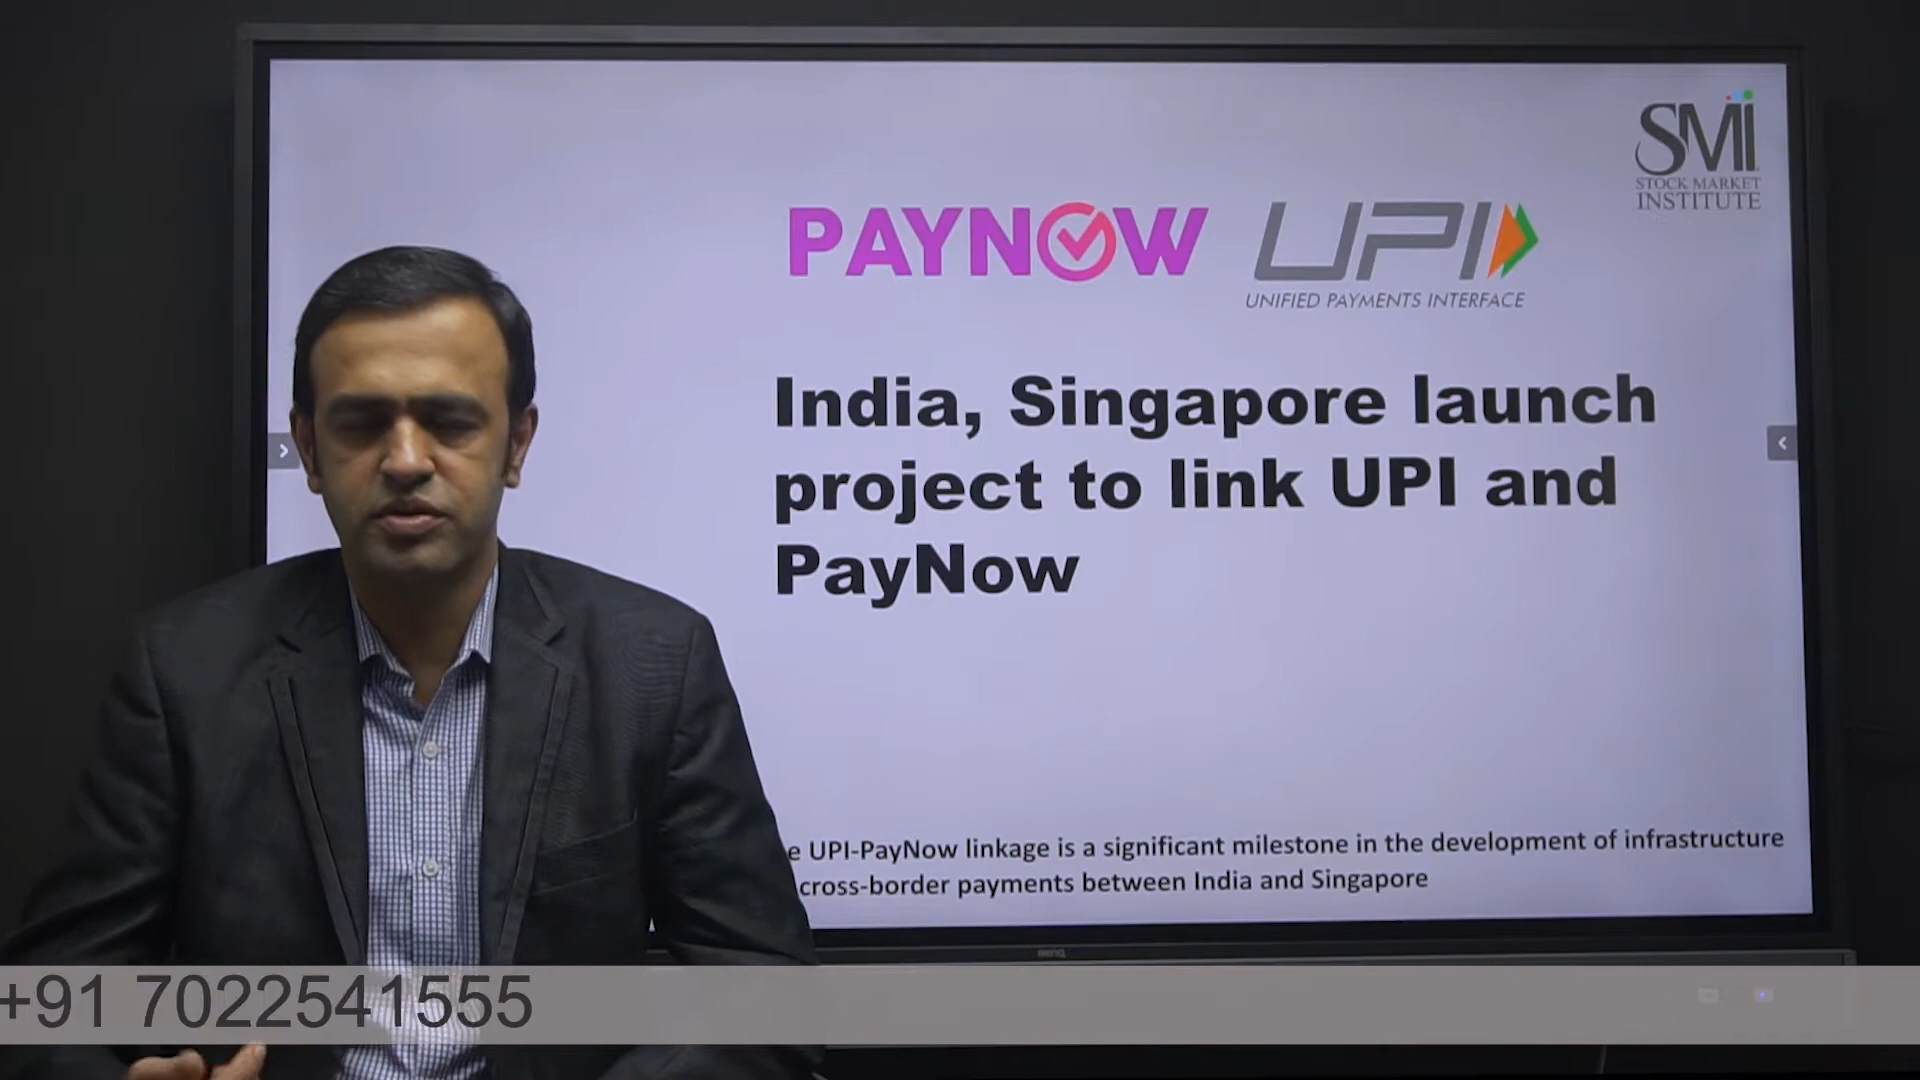 SMI
STOCK MARKET
INSTITUTE
PAYNOW UPI
UNIFIED PAYMENTS INTERFACE
India, Singapore launch
project to link UPI and
PayNow
e UPI-PayNow linkage is a significant milestone in the development of infrastructure
cross-border payments between India and Singapore
BenQ
+91 7022541555